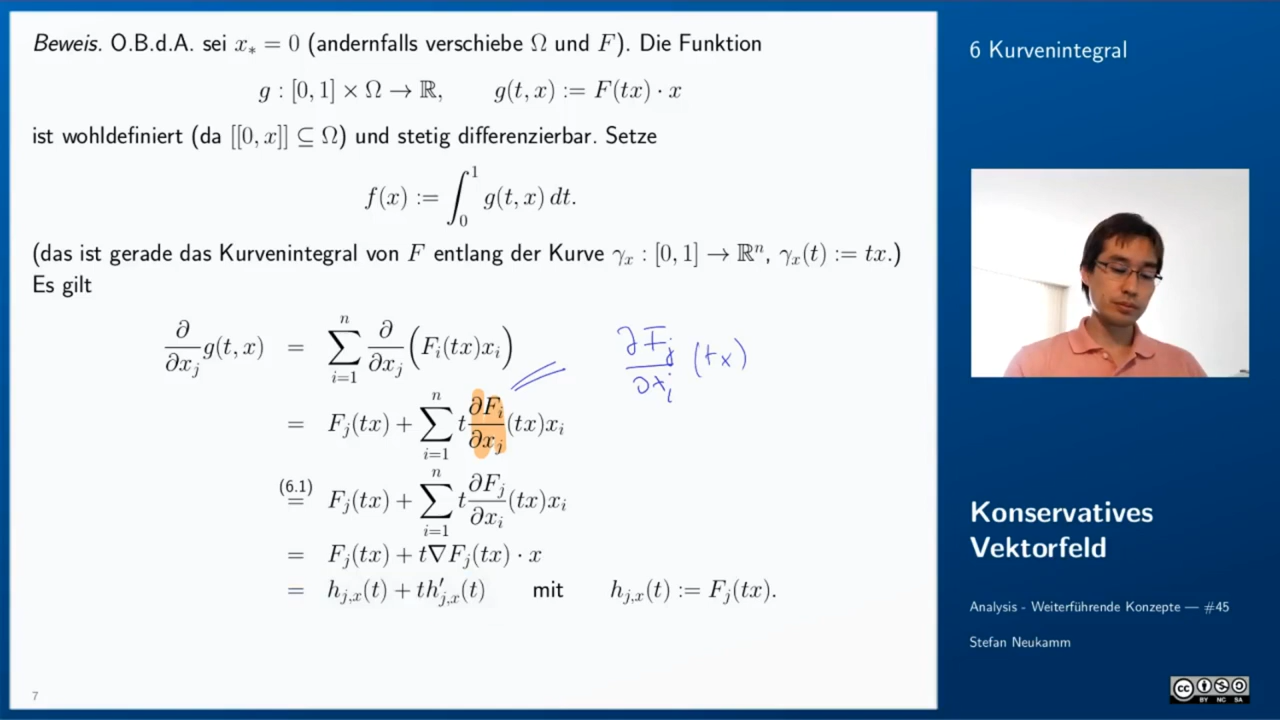 Beweis. O.B.d.A. sei x_* = 0 (andernfalls verschiebe Ω und F). Die Funktion
g : [0, 1] × Ω → ℝ, g(t, x) := F(tx) · x
ist wohldefiniert (da [[0, x]] ⊆ Ω) und stetig differenzierbar. Setze
f(x) := ∫_0^1 g(t, x) dt.
(das ist gerade das Kurvenintegral von F entlang der Kurve γ_x : [0, 1] → ℝ^n, γ_x(t) := tx.)
Es gilt
∂/∂x_j g(t, x) = ∑_{i=1}^n ∂/∂x_j (F_i(tx)x_i)
∂F_j/∂x_i (tx)
= F_j(tx) + ∑_{i=1}^n t ∂F_i/∂x_j (tx)x_i
(6.1)= F_j(tx) + ∑_{i=1}^n t ∂F_j/∂x_i (tx)x_i
= F_j(tx) + t∇F_j(tx) · x
= h_{j,x}(t) + th'_{j,x}(t) mit h_{j,x}(t) := F_j(tx).
7
6 Kurvenintegral
Konservatives
Vektorfeld
Analysis - Weiterführende Konzepte — #45
Stefan Neukamm
cc
BY NC SA